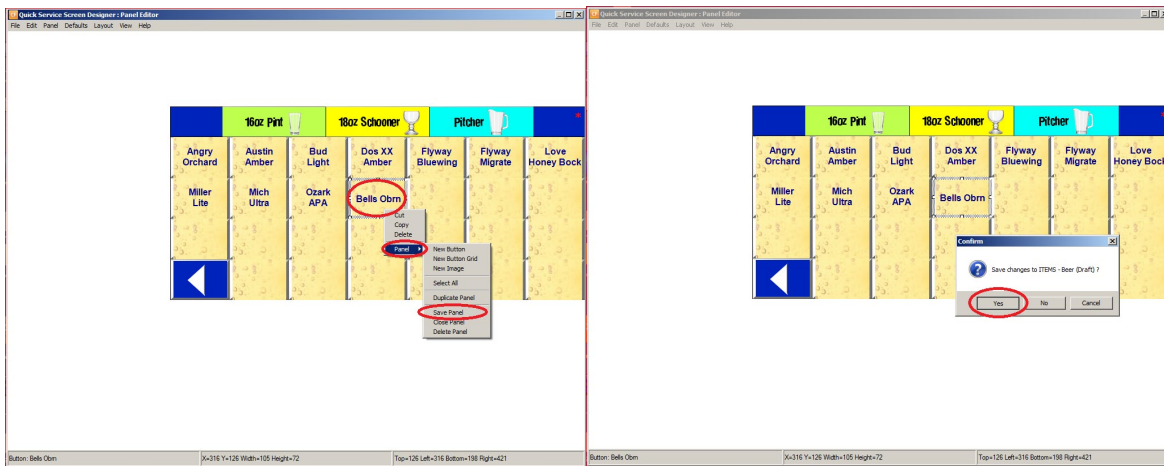 Quick Service Screen Designer : Panel Editor
File Edit Panel Defaults Layout View Help
16oz Pint 18oz Schooner Pitcher *
Angry Orchard
Austin Amber
Bud Light
Dos XX Amber
Flyway Bluewing
Flyway Migrate
Love Honey Bock
Miller Lite
Mich Ultra
Ozark APA
Bells Obrn
Cut
Copy
Delete
Panel
New Button
New Button Grid
New Image
Select All
Duplicate Panel
Save Panel
Close Panel
Delete Panel
Button: Bells Obrn X=316 Y=126 Width=105 Height=72 Top=126 Left=316 Bottom=198 Right=421
Quick Service Screen Designer : Panel Editor
File Edit Panel Defaults Layout View Help
16oz Pint 18oz Schooner Pitcher *
Angry Orchard
Austin Amber
Bud Light
Dos XX Amber
Flyway Bluewing
Flyway Migrate
Love Honey Bock
Miller Lite
Mich Ultra
Ozark APA
Bells Obrn
Confirm
Save changes to ITEMS - Beer (Draft) ?
Yes No Cancel
Button: Bells Obrn X=316 Y=126 Width=105 Height=72 Top=126 Left=316 Bottom=198 Right=421